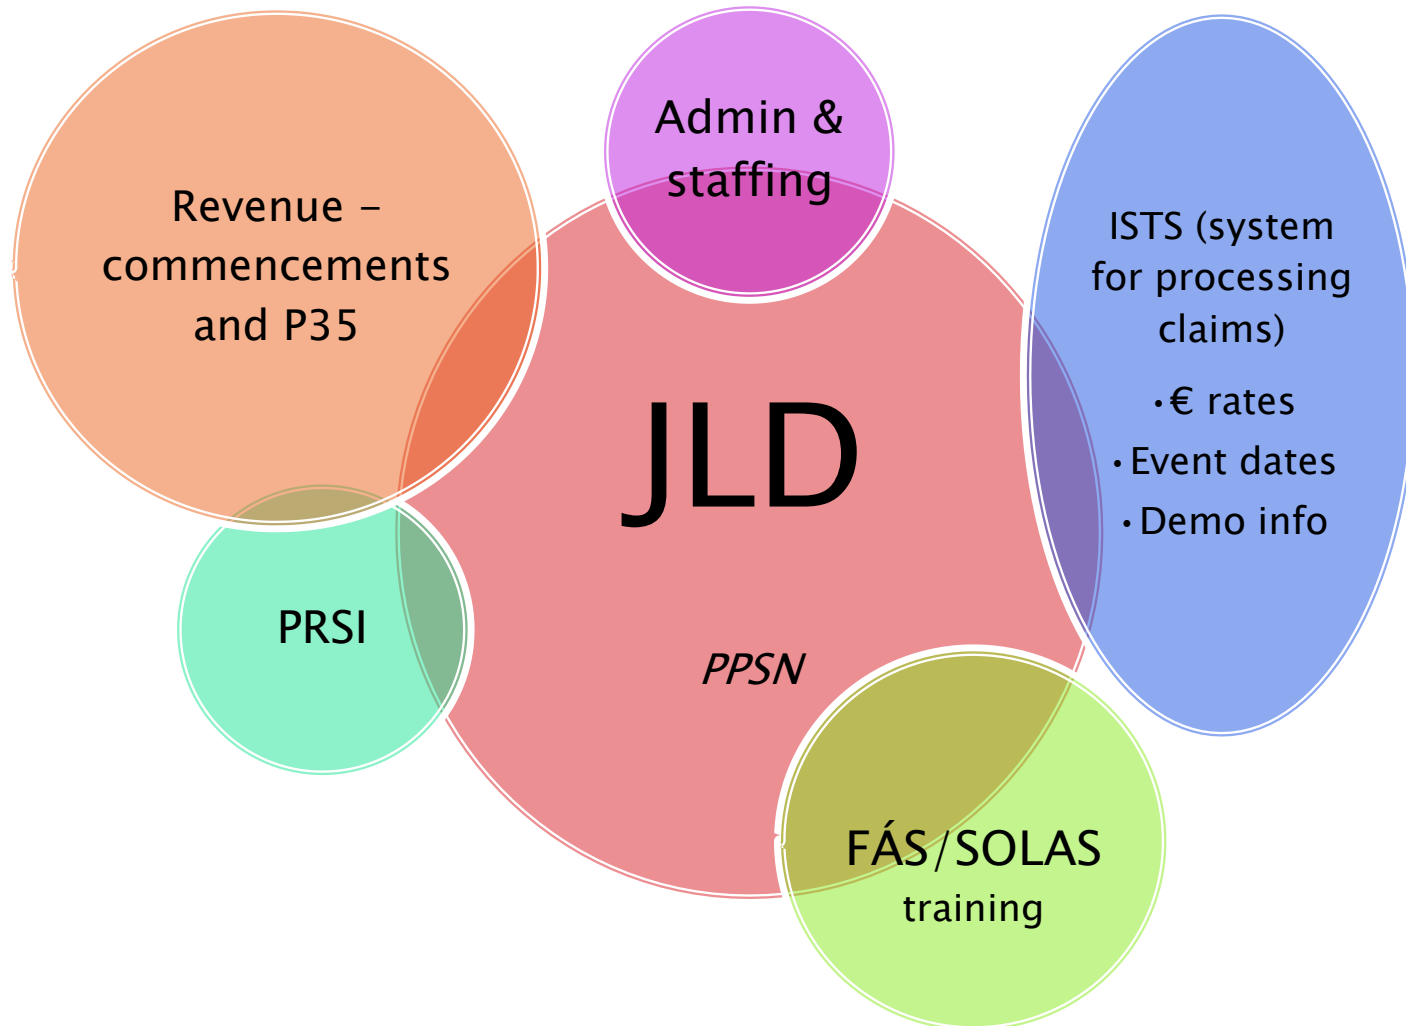 Admin &
staffing
Revenue –
commencements
and P35
ISTS (system
for processing
claims)
• € rates
• Event dates
• Demo info
JLD
PRSI
PPSN
FÁS/SOLAS
training